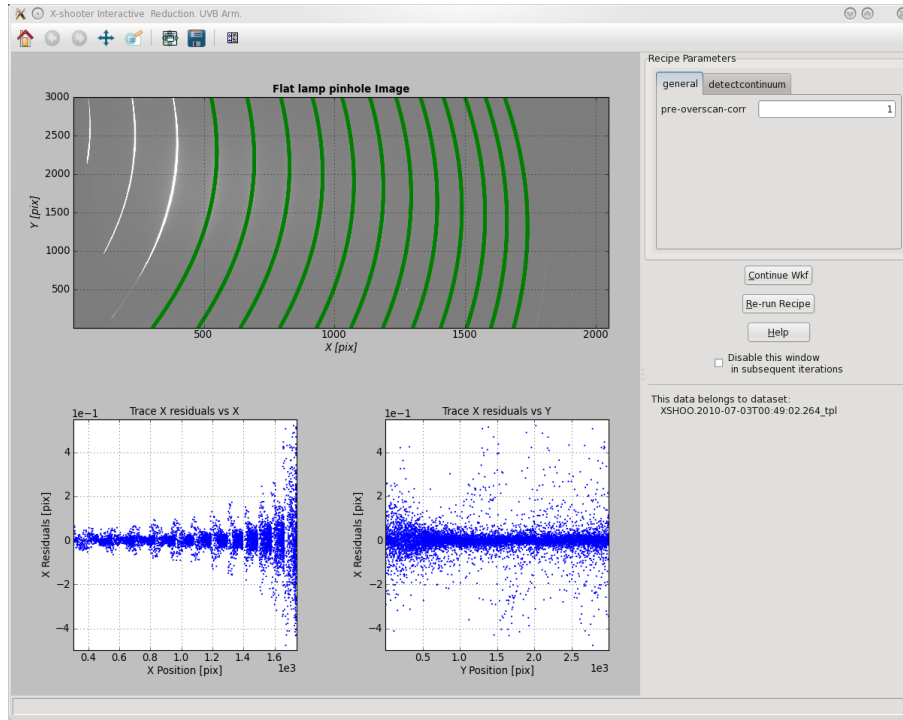 X-shooter Interactive Reduction. UVB Arm.
Flat lamp pinhole Image
3000
2500
2000
1500
1000
500
Y [pix]
500 1000 1500 2000
X [pix]
Recipe Parameters
general detectcontinuum
pre-overscan-corr 1
Continue Wkf
Re-run Recipe
Help
Disable this window
in subsequent iterations
This data belongs to dataset:
XSHOO.2010-07-03T00:49:02.264_tpl
1e−1 Trace X residuals vs X
4
2
0
−2
−4
X Residuals [pix]
0.4 0.6 0.8 1.0 1.2 1.4 1.6
1e3
X Position [pix]
1e−1 Trace X residuals vs Y
4
2
0
−2
−4
X Residuals [pix]
0.5 1.0 1.5 2.0 2.5
1e3
Y Position [pix]